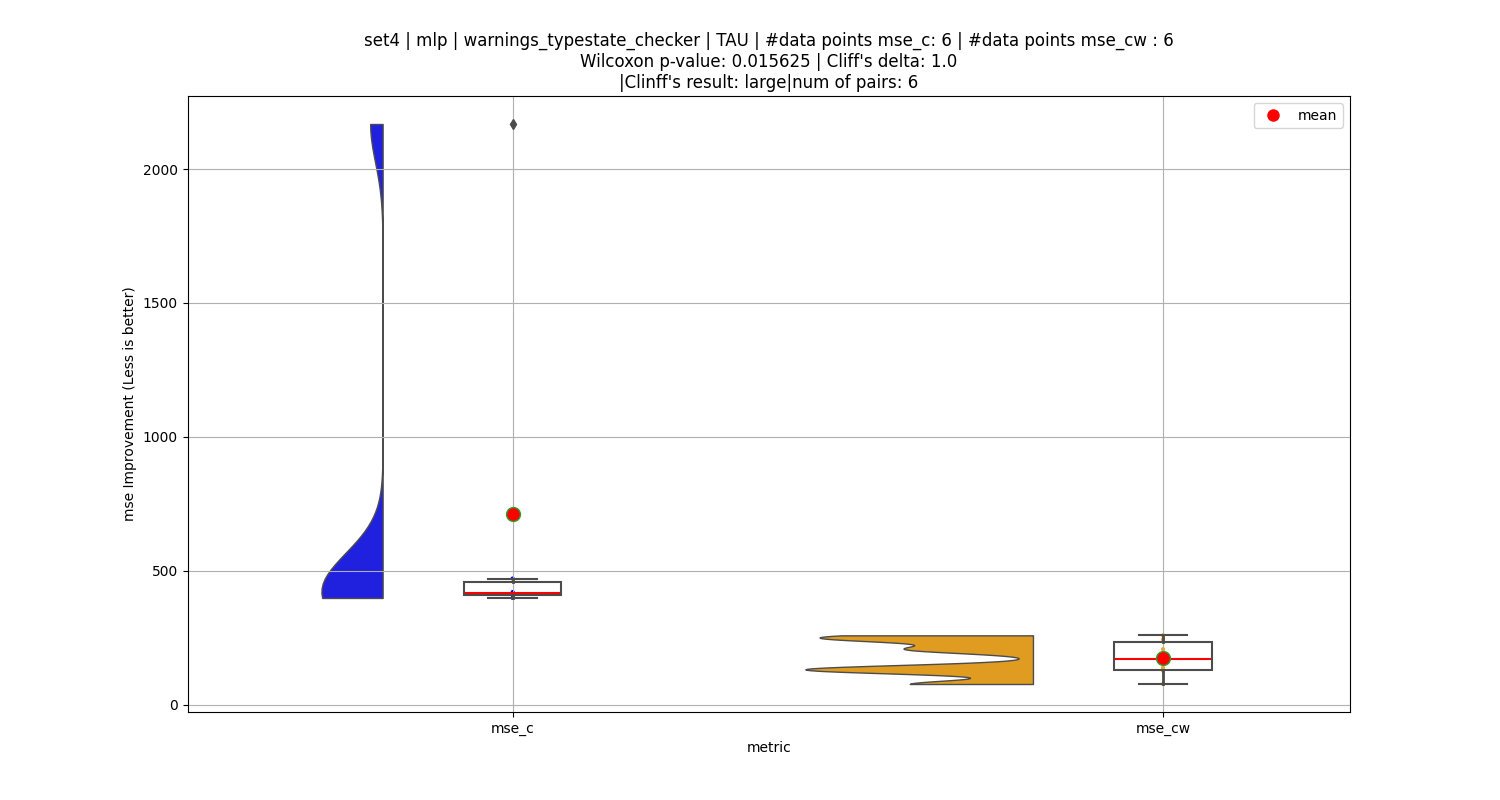 set4 | mlp | warnings_typestate_checker | TAU | #data points mse_c: 6 | #data points mse_cw : 6
Wilcoxon p-value: 0.015625 | Cliff's delta: 1.0
|Clinff's result: large|num of pairs: 6
mean
2000
1500
1000
500
0
mse Improvement (Less is better)
mse_c
mse_cw
metric